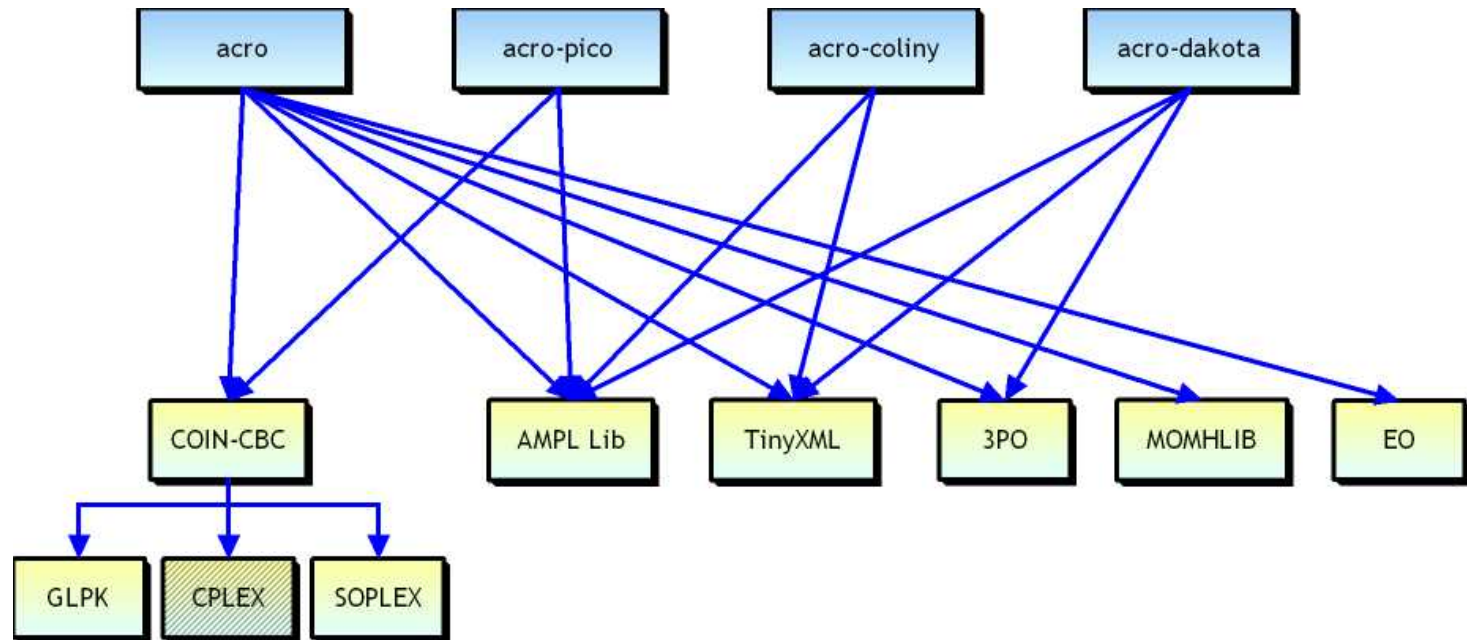 acro
acro-pico
acro-coliny
acro-dakota
COIN-CBC
AMPL Lib
TinyXML
3PO
MOMHLIB
EO
GLPK
CPLEX
SOPLEX